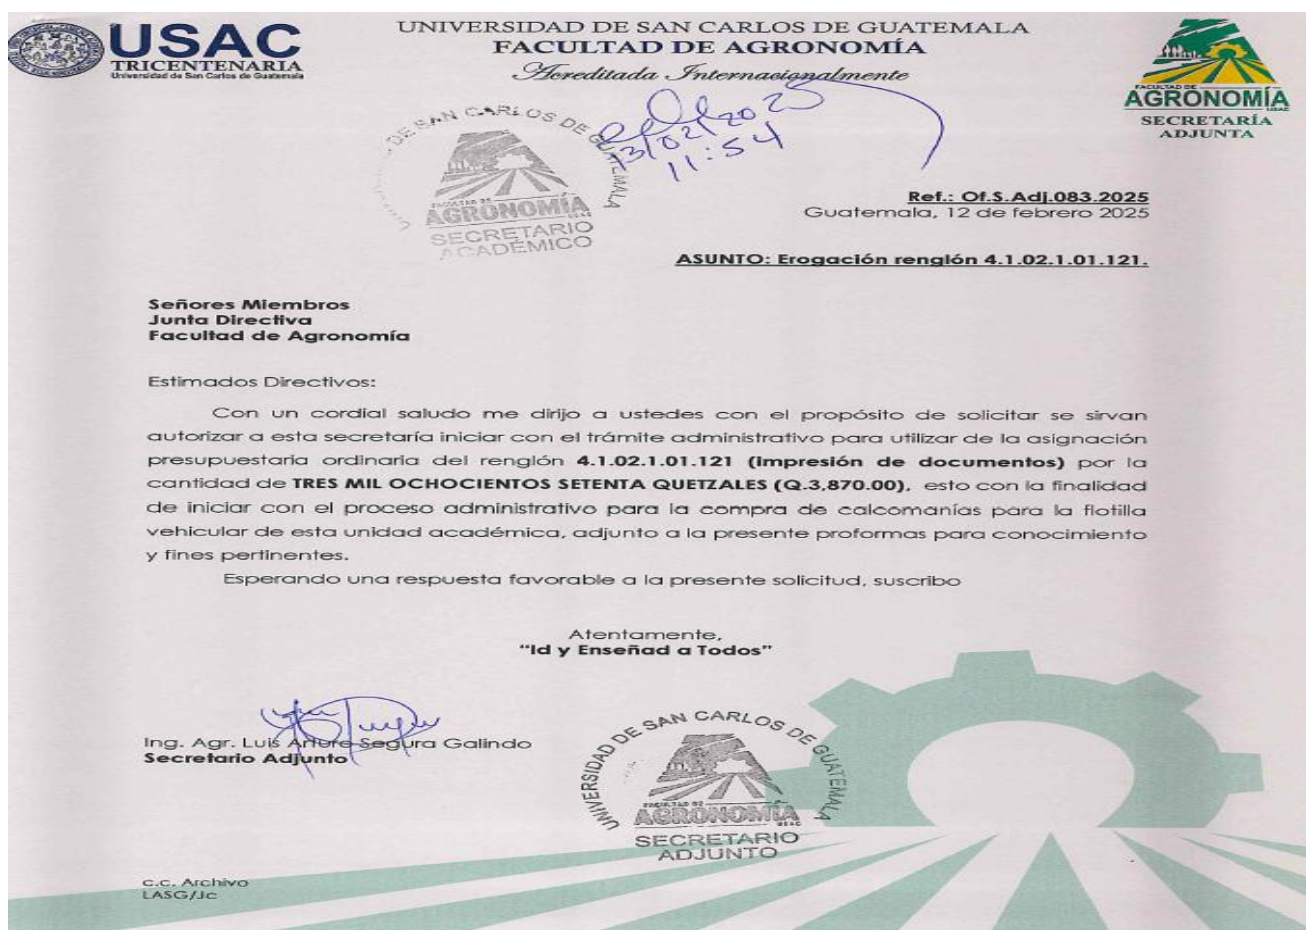 USAC
TRICENTENARIA
Universidad de San Carlos de Guatemala
UNIVERSIDAD DE SAN CARLOS DE GUATEMALA
FACULTAD DE AGRONOMÍA
Acreditada Internacionalmente
FACULTAD DE
AGRONOMÍA
USAC
SECRETARÍA
ADJUNTA
DE SAN CARLOS DE GUATEMALA
AGRONOMÍA
SECRETARIO
ACADÉMICO
13/02/2025
11:54
Ref.: Of.S.Adj.083.2025
Guatemala, 12 de febrero 2025
ASUNTO: Erogación renglón 4.1.02.1.01.121.
Señores Miembros
Junta Directiva
Facultad de Agronomía
Estimados Directivos:
Con un cordial saludo me dirijo a ustedes con el propósito de solicitar se sirvan
autorizar a esta secretaría iniciar con el trámite administrativo para utilizar de la asignación
presupuestaria ordinaria del renglón 4.1.02.1.01.121 (impresión de documentos) por la
cantidad de TRES MIL OCHOCIENTOS SETENTA QUETZALES (Q.3,870.00), esto con la finalidad
de iniciar con el proceso administrativo para la compra de calcomanías para la flotilla
vehicular de esta unidad académica, adjunto a la presente proformas para conocimiento
y fines pertinentes.
Esperando una respuesta favorable a la presente solicitud, suscribo
Atentamente,
"Id y Enseñad a Todos"
Ing. Agr. Luis Arturo Segura Galindo
Secretario Adjunto
UNIVERSIDAD DE SAN CARLOS DE GUATEMALA
FACULTAD DE
AGRONOMÍA
USAC
SECRETARIO
ADJUNTO
c.c. Archivo
LASG/Jc